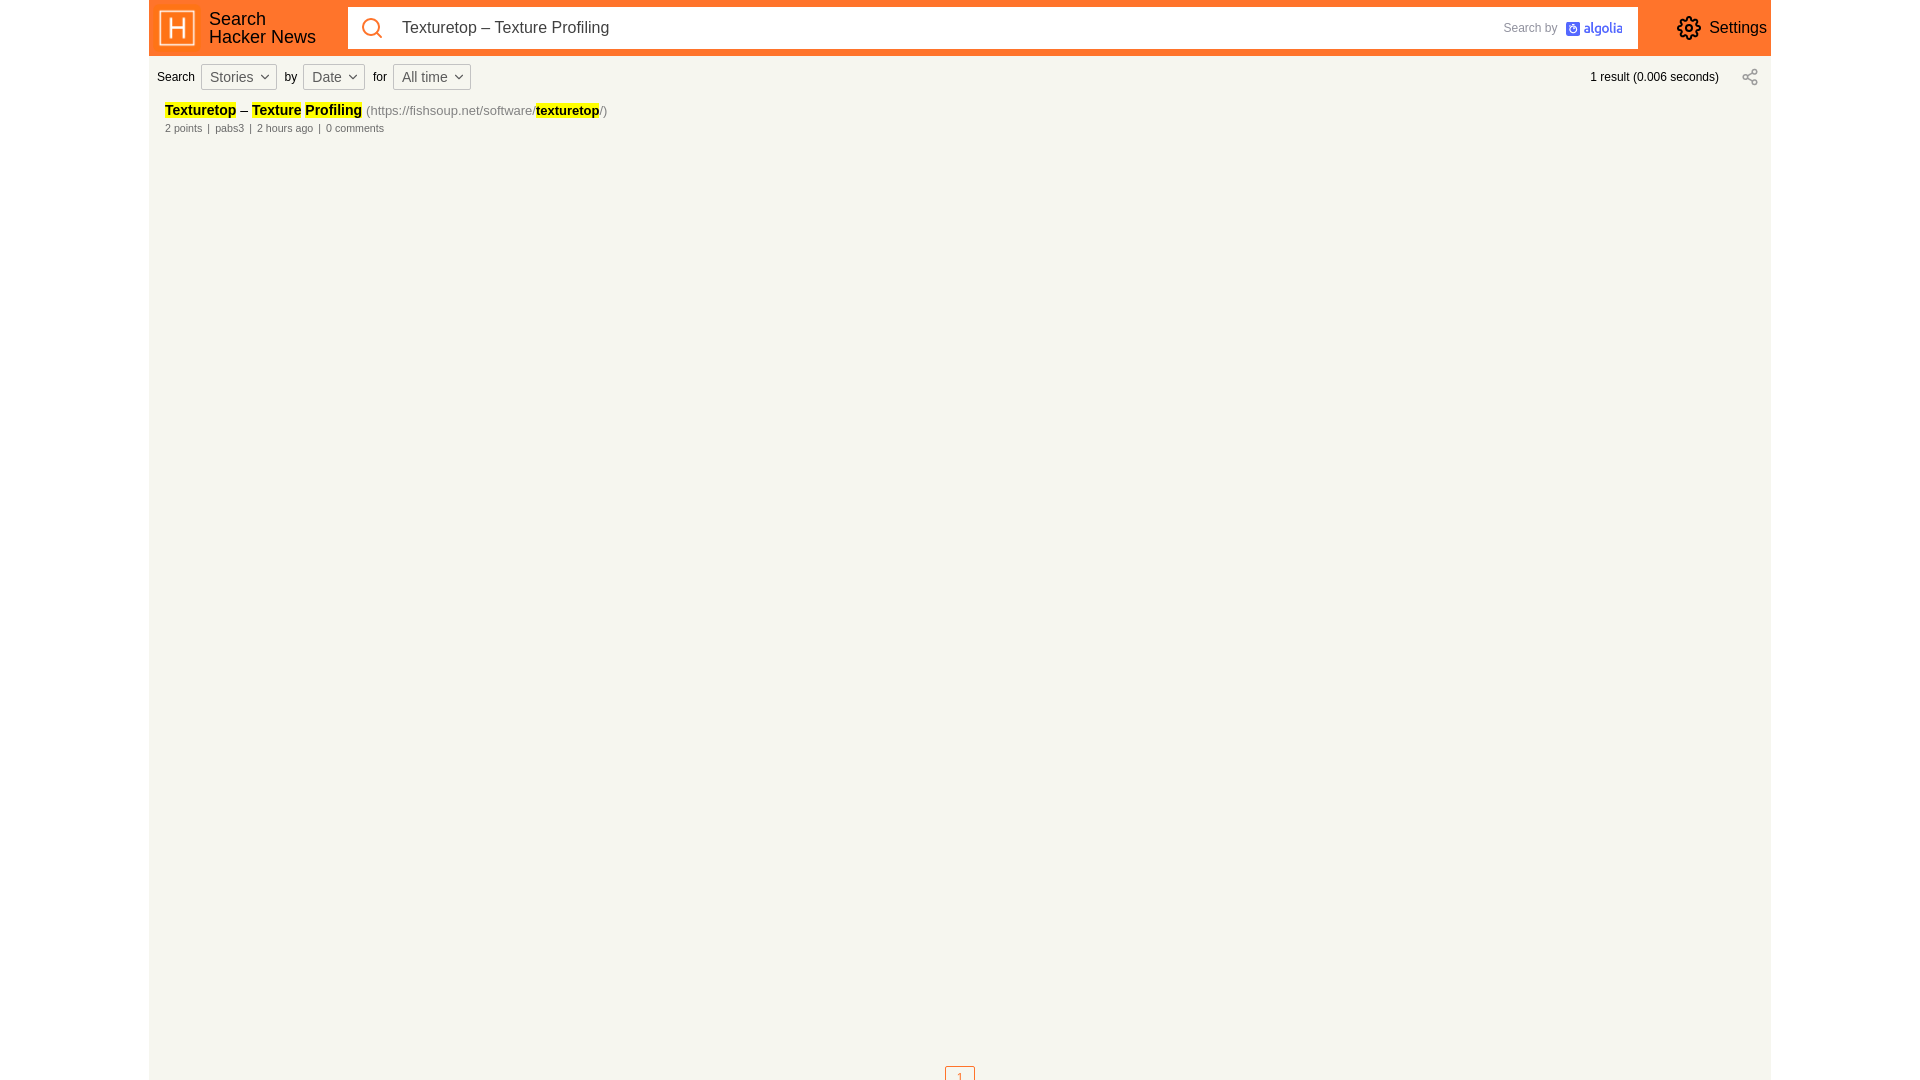 Search
Hacker News
Texturetop – Texture Profiling
Search by algolia
Settings
Search Stories by Date for All time
1 result (0.006 seconds)
Texturetop – Texture Profiling (https://fishsoup.net/software/texturetop/)
2 points | pabs3 | 2 hours ago | 0 comments
1